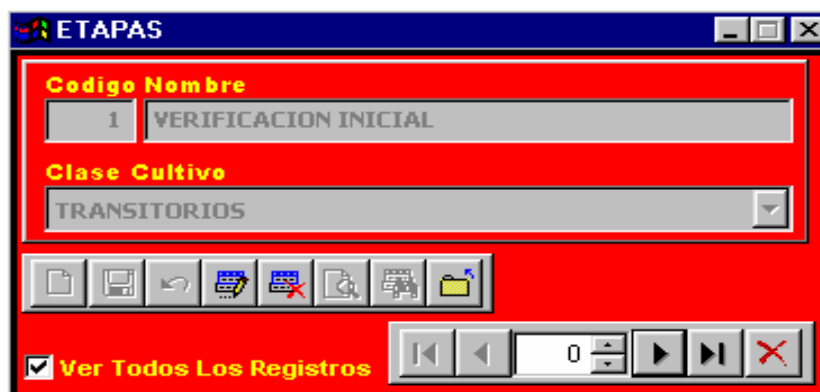 ETAPAS
Codigo Nombre
1 VERIFICACION INICIAL
Clase Cultivo
TRANSITORIOS
Ver Todos Los Registros 0